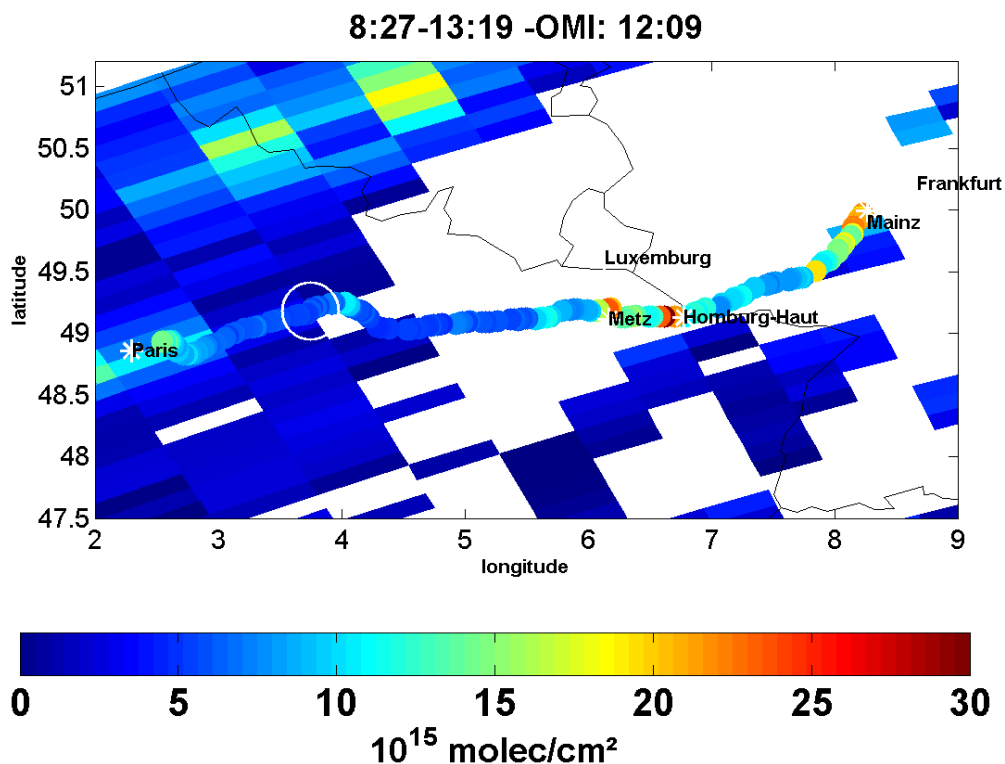 8:27-13:19 -OMI: 12:09
51
50.5
50
49.5
49
48.5
48
47.5
latitude
Frankfurt
Mainz
Luxemburg
Metz
Homburg-Haut
Paris
2 3 4 5 6 7 8 9
longitude
0 5 10 15 20 25 30
10¹⁵ molec/cm²